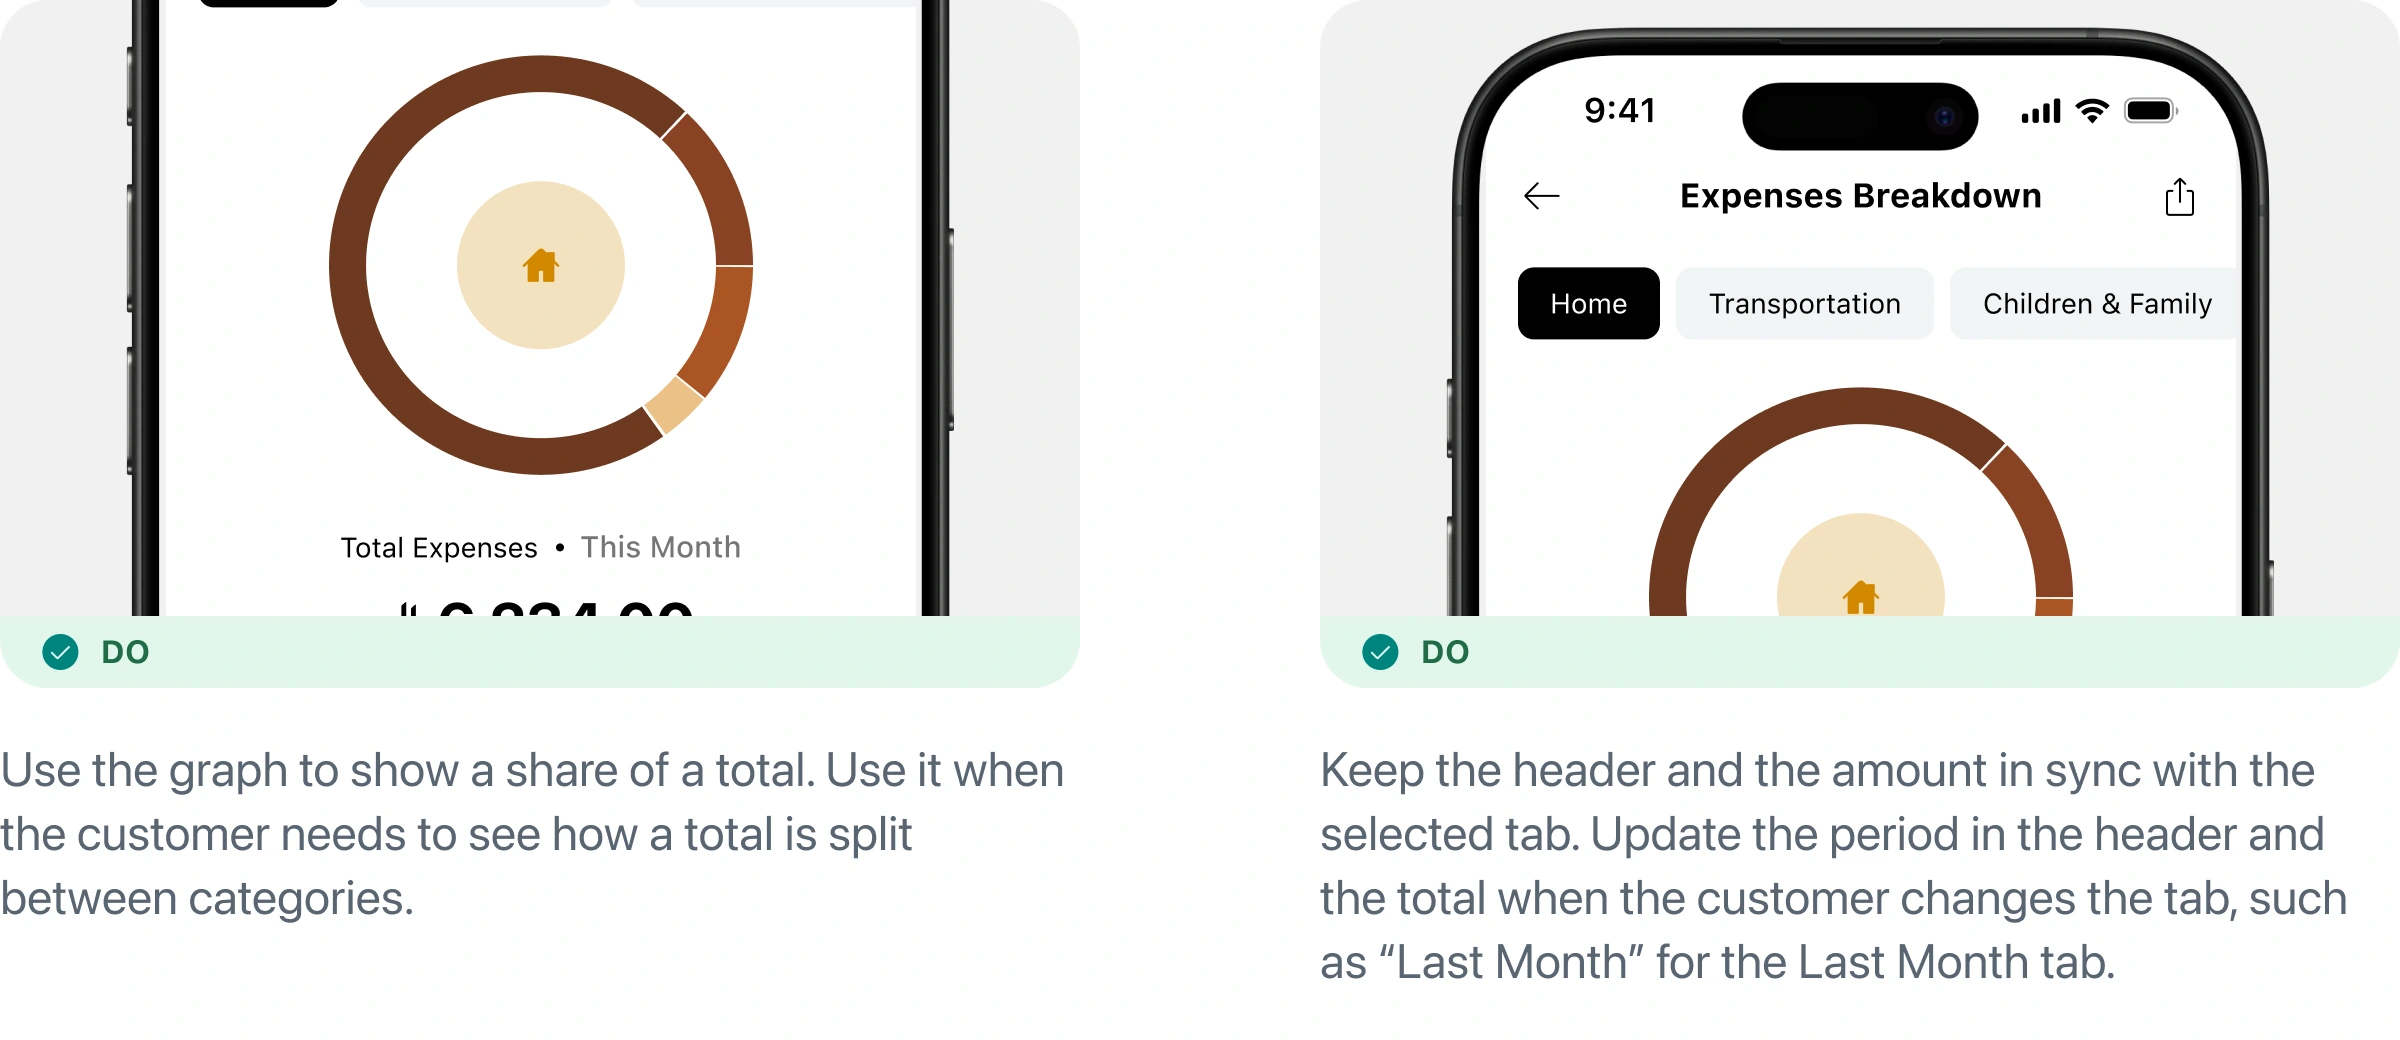 Total Expenses • This Month
DO
Use the graph to show a share of a total. Use it when
the customer needs to see how a total is split
between categories.
9:41
Expenses Breakdown
Home
Transportation
Children & Family
DO
Keep the header and the amount in sync with the
selected tab. Update the period in the header and
the total when the customer changes the tab, such
as “Last Month” for the Last Month tab.